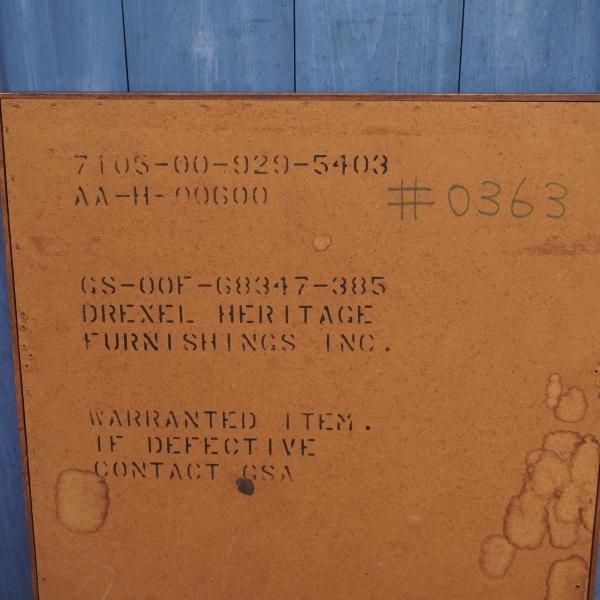 7105-00-929-5403
AA-H-00600
#0363
GS-00F-G8347-385
DREXEL HERITAGE
FURNISHINGS INC.
WARRANTED ITEM.
IF DEFECTIVE
CONTACT GSA